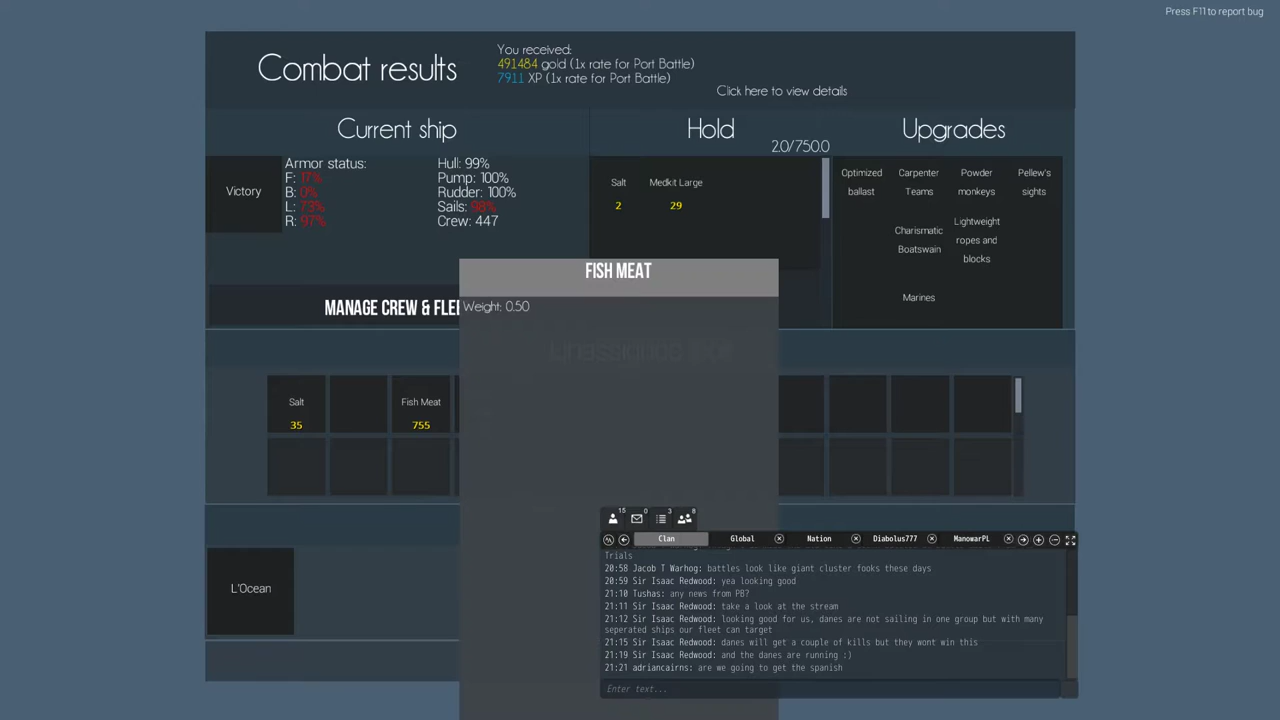 Press F11 to report bug
Combat results
You received:
491484 gold (1x rate for Port Battle)
7911 XP (1x rate for Port Battle)
Click here to view details
Current ship
Hold
Upgrades
2.0/750.0
Victory
Armor status:
F: 17%
B: 0%
L: 73%
R: 97%
Hull: 99%
Pump: 100%
Rudder: 100%
Sails: 98%
Crew: 447
Salt
2
Medkit Large
29
Optimized
ballast
Carpenter
Teams
Powder
monkeys
Pellew's
sights
Charismatic
Boatswain
Lightweight
ropes and
blocks
Marines
MANAGE CREW & FLE
FISH MEAT
Weight: 0.50
Salt
35
Fish Meat
755
L'Ocean
15
0
3
8
Clan
Global
Nation
Diabolus777
ManowarPL
Trials
20:58 Jacob T Warhog: battles look like giant cluster fooks these days
20:59 Sir Isaac Redwood: yea looking good
21:10 Tushas: any news from PB?
21:11 Sir Isaac Redwood: take a look at the stream
21:12 Sir Isaac Redwood: looking good for us, danes are not sailing in one group but with many
seperated ships our fleet can target
21:15 Sir Isaac Redwood: danes will get a couple of kills but they wont win this
21:19 Sir Isaac Redwood: and the danes are running :)
21:21 adriancairns: are we going to get the spanish
Enter text...